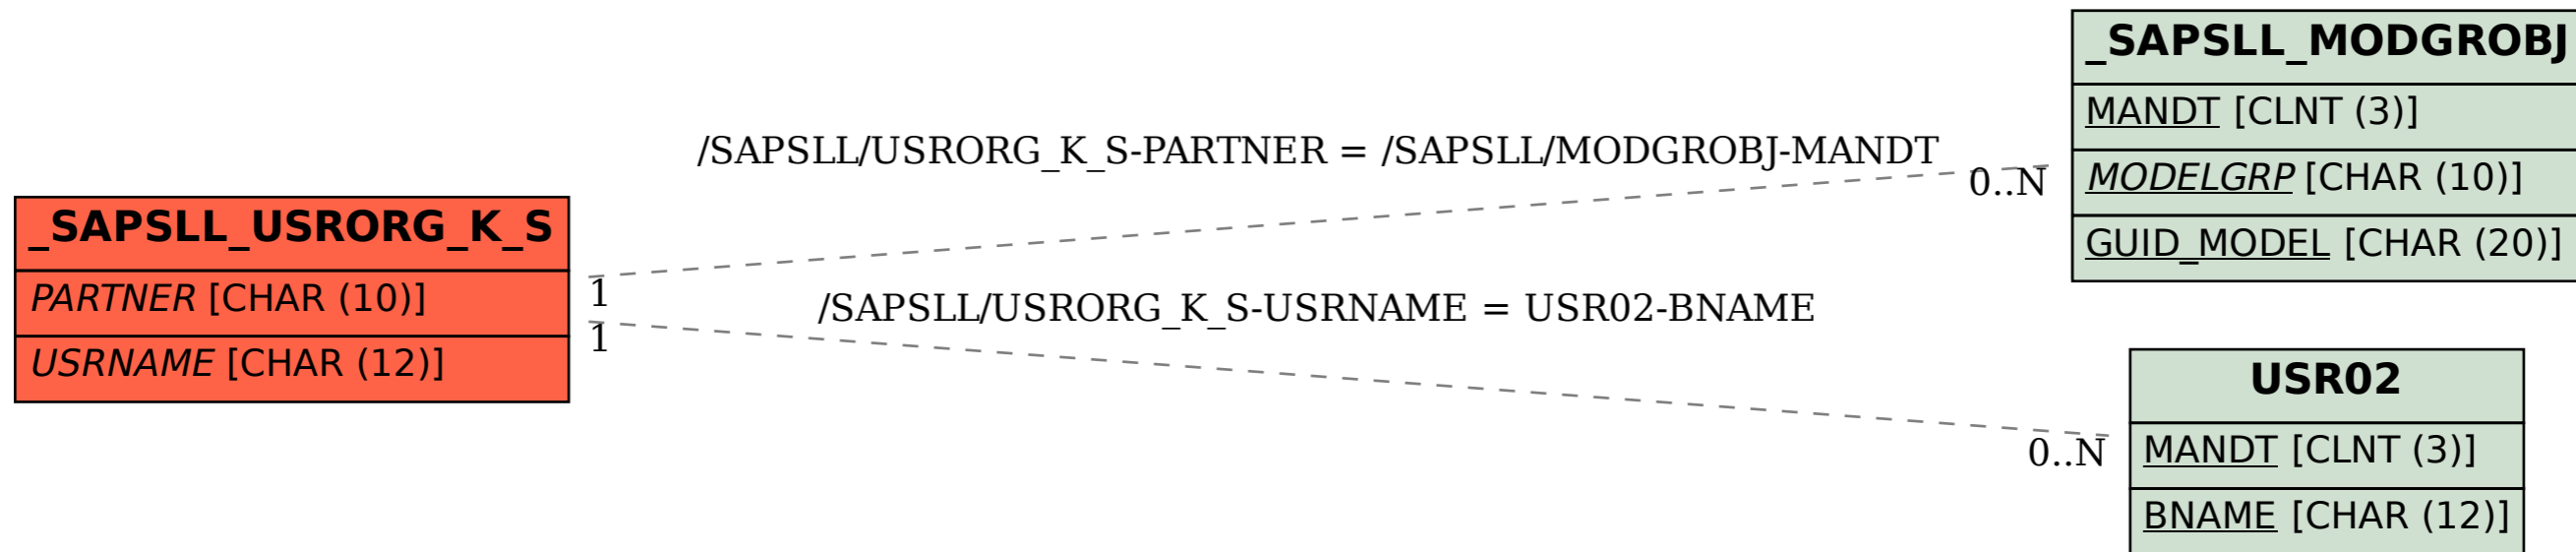 _SAPSLL_USRORG_K_S
PARTNER [CHAR (10)]
USRNAME [CHAR (12)]
/SAPSLL/USRORG_K_S-PARTNER = /SAPSLL/MODGROBJ-MANDT
0..N
1
/SAPSLL/USRORG_K_S-USRNAME = USR02-BNAME
1
0..N
_SAPSLL_MODGROBJ
MANDT [CLNT (3)]
MODELGRP [CHAR (10)]
GUID_MODEL [CHAR (20)]
USR02
MANDT [CLNT (3)]
BNAME [CHAR (12)]